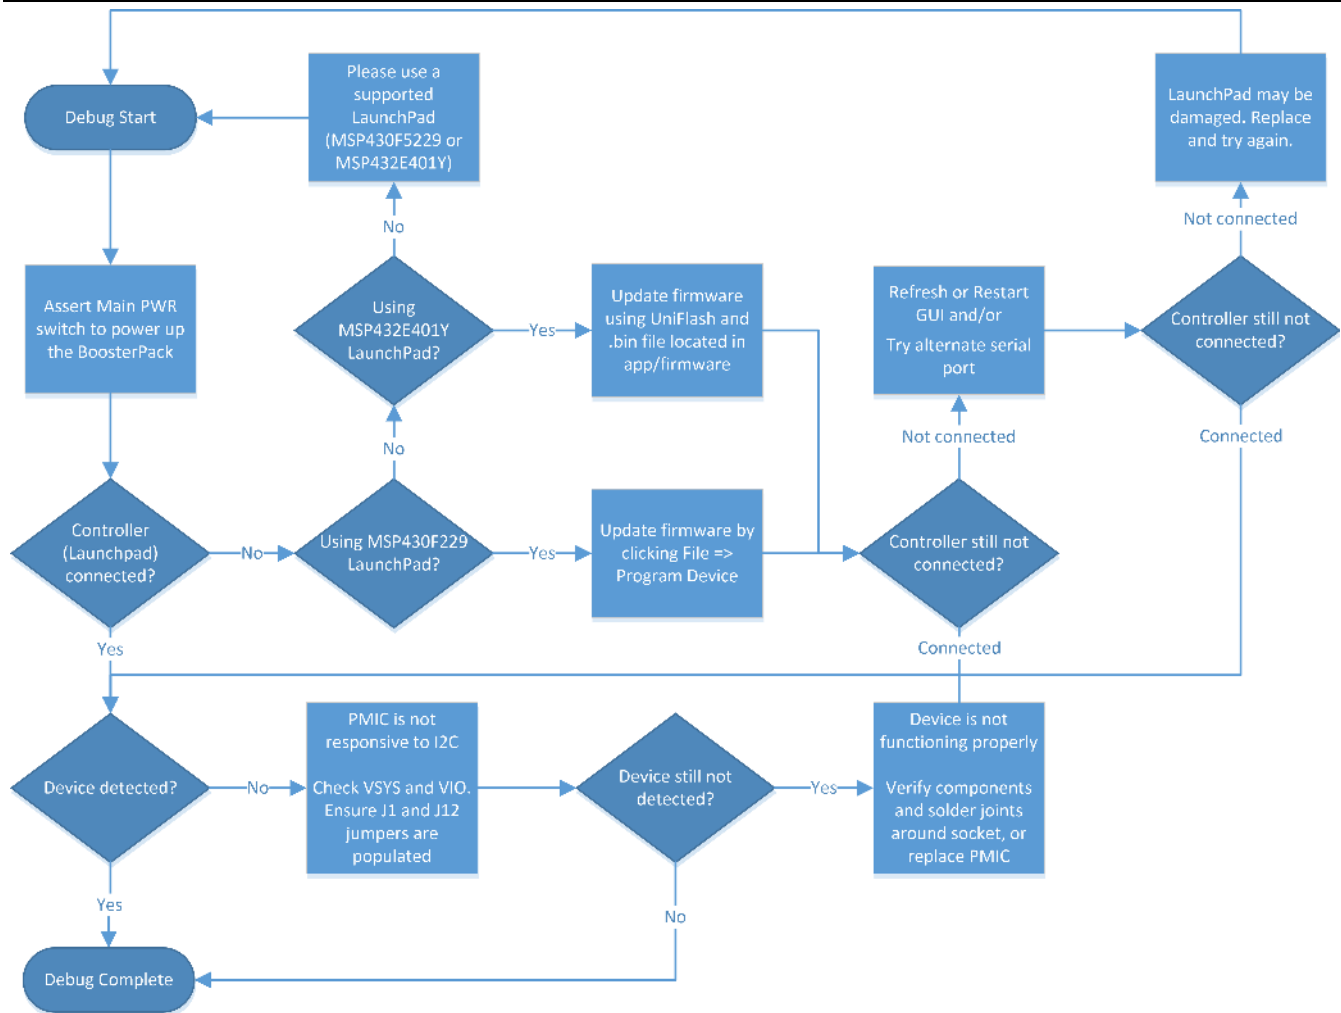 Please use a
supported
LaunchPad
(MSP430F5229 or
MSP432E401Y)
LaunchPad may be
damaged. Replace
and try again.
Debug Start
No
Not connected
Assert Main PWR
switch to power up
the BoosterPack
Using
MSP432E401Y
LaunchPad?
Yes
Update firmware
using UniFlash and
.bin file located in
app/firmware
Refresh or Restart
GUI and/or
Try alternate serial
port
Controller still not
connected?
No
Not connected
Connected
Controller
(Launchpad)
connected?
No
Using MSP430F229
LaunchPad?
Yes
Update firmware by
clicking File =>
Program Device
Controller still not
connected?
Yes
Connected
Device detected?
No
PMIC is not
responsive to I2C
Check VSYS and VIO.
Ensure J1 and J12
jumpers are
populated
Device still not
detected?
Yes
Device is not
functioning properly
Verify components
and solder joints
around socket, or
replace PMIC
Yes
No
Debug Complete